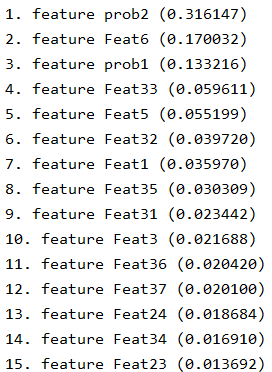 1. feature prob2 (0.316147)
2. feature Feat6 (0.170032)
3. feature prob1 (0.133216)
4. feature Feat33 (0.059611)
5. feature Feat5 (0.055199)
6. feature Feat32 (0.039720)
7. feature Feat1 (0.035970)
8. feature Feat35 (0.030309)
9. feature Feat31 (0.023442)
10. feature Feat3 (0.021688)
11. feature Feat36 (0.020420)
12. feature Feat37 (0.020100)
13. feature Feat24 (0.018684)
14. feature Feat34 (0.016910)
15. feature Feat23 (0.013692)